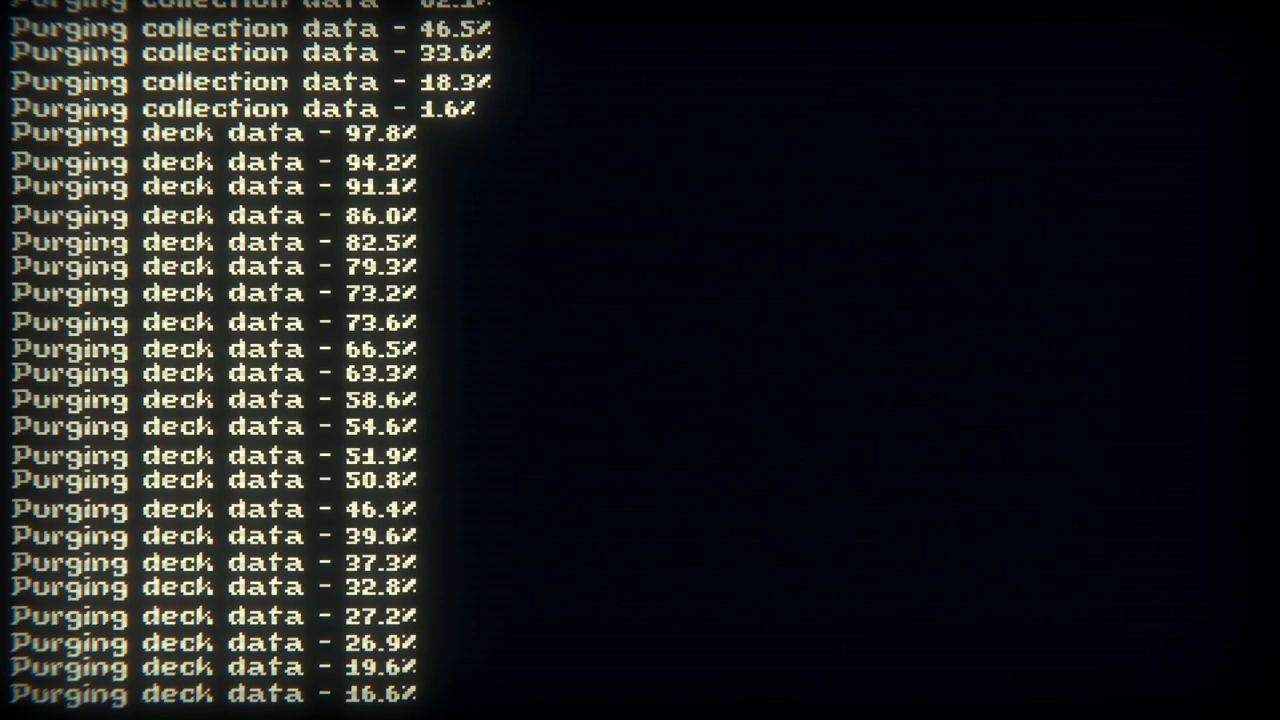 Purging collection data - 62.1%
Purging collection data - 46.5%
Purging collection data - 33.6%
Purging collection data - 18.3%
Purging collection data - 1.6%
Purging deck data - 97.8%
Purging deck data - 94.2%
Purging deck data - 91.1%
Purging deck data - 86.0%
Purging deck data - 82.5%
Purging deck data - 79.3%
Purging deck data - 73.2%
Purging deck data - 73.6%
Purging deck data - 66.5%
Purging deck data - 63.3%
Purging deck data - 58.6%
Purging deck data - 54.6%
Purging deck data - 51.9%
Purging deck data - 50.8%
Purging deck data - 46.4%
Purging deck data - 39.6%
Purging deck data - 37.3%
Purging deck data - 32.8%
Purging deck data - 27.2%
Purging deck data - 26.9%
Purging deck data - 19.6%
Purging deck data - 16.6%